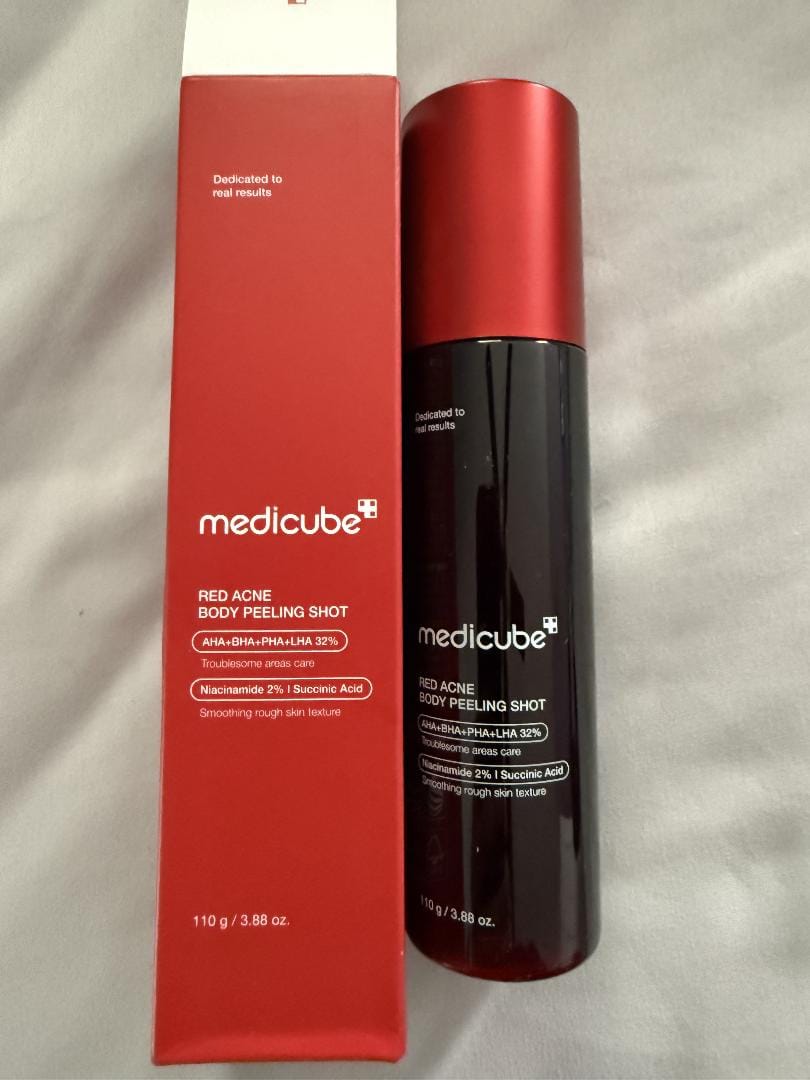 Dedicated to
real results
medicube
RED ACNE
BODY PEELING SHOT
AHA+BHA+PHA+LHA 32%
Troublesome areas care
Niacinamide 2% | Succinic Acid
Smoothing rough skin texture
110 g / 3.88 oz.
Dedicated to
real results
medicube
RED ACNE
BODY PEELING SHOT
AHA+BHA+PHA+LHA 32%
Troublesome areas care
Niacinamide 2% | Succinic Acid
Smoothing rough skin texture
110 g / 3.88 oz.